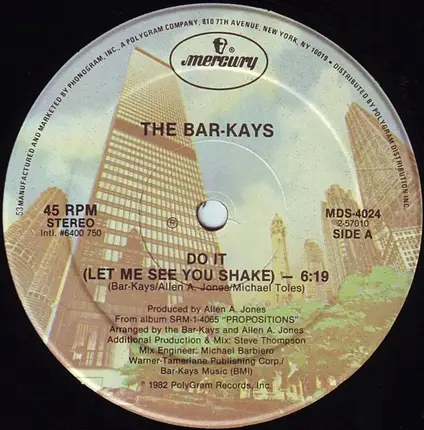 53 MANUFACTURED AND MARKETED BY PHONOGRAM, INC., A POLYGRAM COMPANY, 810 7TH AVENUE, NEW YORK, NY 10019 • DISTRIBUTED BY POLYGRAM DISTRIBUTION, INC.
mercury
THE BAR-KAYS
45 RPM
STEREO
Intl. #6400 750
℗
MDS-4024
2-57010
SIDE A
DO IT
(LET ME SEE YOU SHAKE) — 6:19
(Bar-Kays/Allen A. Jones/Michael Toles)
Produced by Allen A. Jones
From album SRM-1-4065 "PROPOSITIONS"
Arranged by the Bar-Kays and Allen A. Jones
Additional Production & Mix: Steve Thompson
Mix Engineer: Michael Barbiero
Warner-Tamerlane Publishing Corp./
Bar-Kays Music (BMI)
℗ 1982 PolyGram Records, Inc.